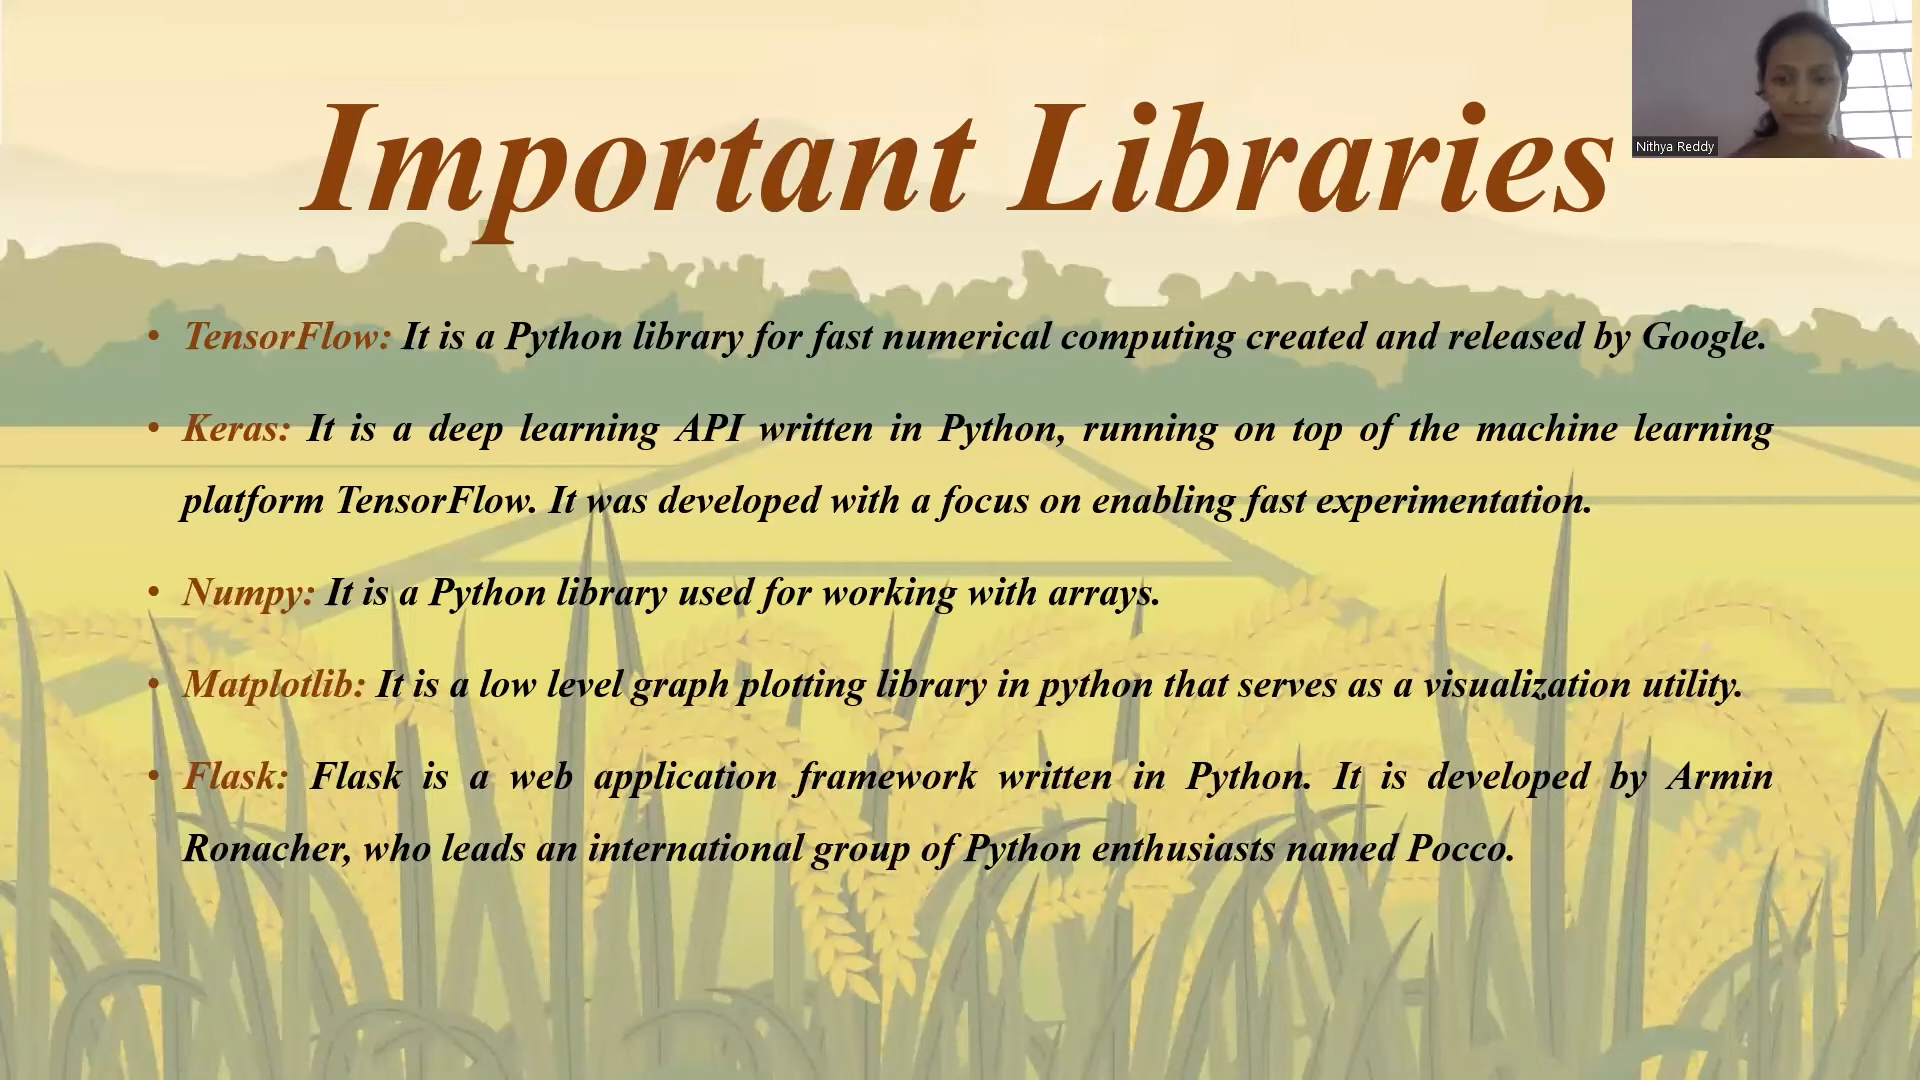 Important Libraries
Nithya Reddy
• TensorFlow: It is a Python library for fast numerical computing created and released by Google.
• Keras: It is a deep learning API written in Python, running on top of the machine learning
platform TensorFlow. It was developed with a focus on enabling fast experimentation.
• Numpy: It is a Python library used for working with arrays.
• Matplotlib: It is a low level graph plotting library in python that serves as a visualization utility.
• Flask: Flask is a web application framework written in Python. It is developed by Armin
Ronacher, who leads an international group of Python enthusiasts named Pocco.